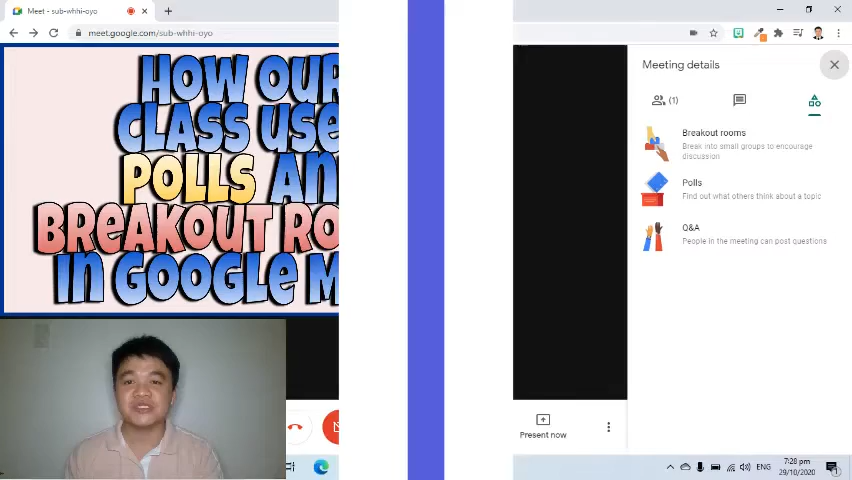 Meet - sub-whhi-oyo
meet.google.com/sub-whhi-oyo
HOW OUR
CLASS USE
POLLS AN
BREAKOUT RO
IN GOOGLE M
Meeting details
(1)
Breakout rooms
Break into small groups to encourage
discussion
Polls
Find out what others think about a topic
Q&A
People in the meeting can post questions
Present now
ENG
7:28 pm
29/10/2020